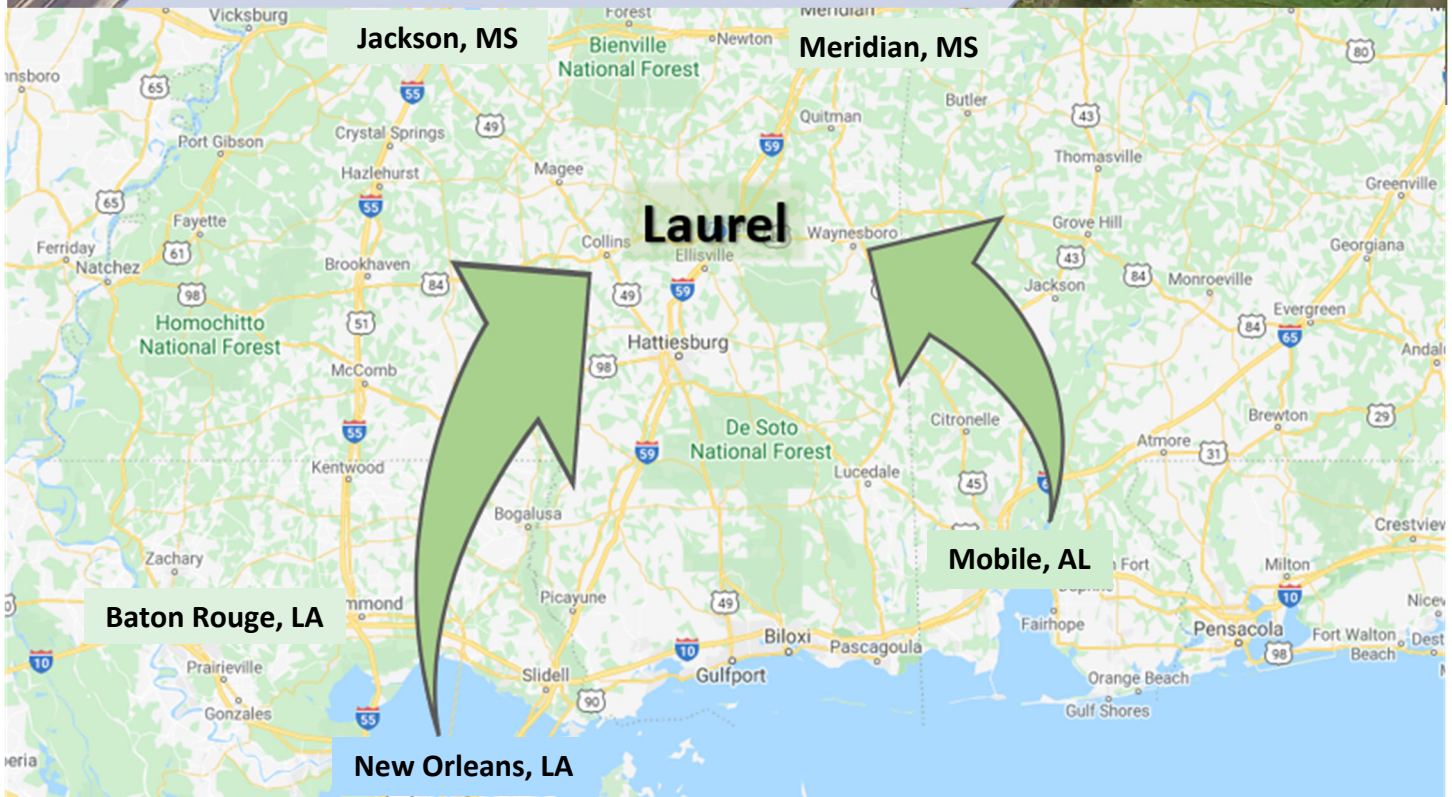 Vicksburg
Forest
Meridian
Jackson, MS
Bienville
National Forest
Newton
Meridian, MS
80
65
55
49
Crystal Springs
Port Gibson
Quitman
Butler
43
59
Thomasville
Hazlehurst
Magee
Greenville
65
55
Fayette
Laurel
Waynesboro
Grove Hill
Ferriday
61
Natchez
Collins
Ellisville
Georgiana
Brookhaven
84
43
84
Monroeville
98
49
59
Jackson
Evergreen
Homochitto
National Forest
51
84
65
Hattiesburg
McComb
98
Andal
55
De Soto
National Forest
Citronelle
Brewton
29
Atmore
31
59
Kentwood
Lucedale
45
Bogalusa
Crestview
Zachary
Mobile, AL
Fort
Milton
Baton Rouge, LA
mmond
Picayune
49
Daphne
10
Nicev
Fairhope
Pensacola
Fort Walton
Beach
Dest
Biloxi
Pascagoula
10
98
10
Prairieville
Slidell
Gulfport
Orange Beach
90
Gulf Shores
Gonzales
55
New Orleans, LA
peria